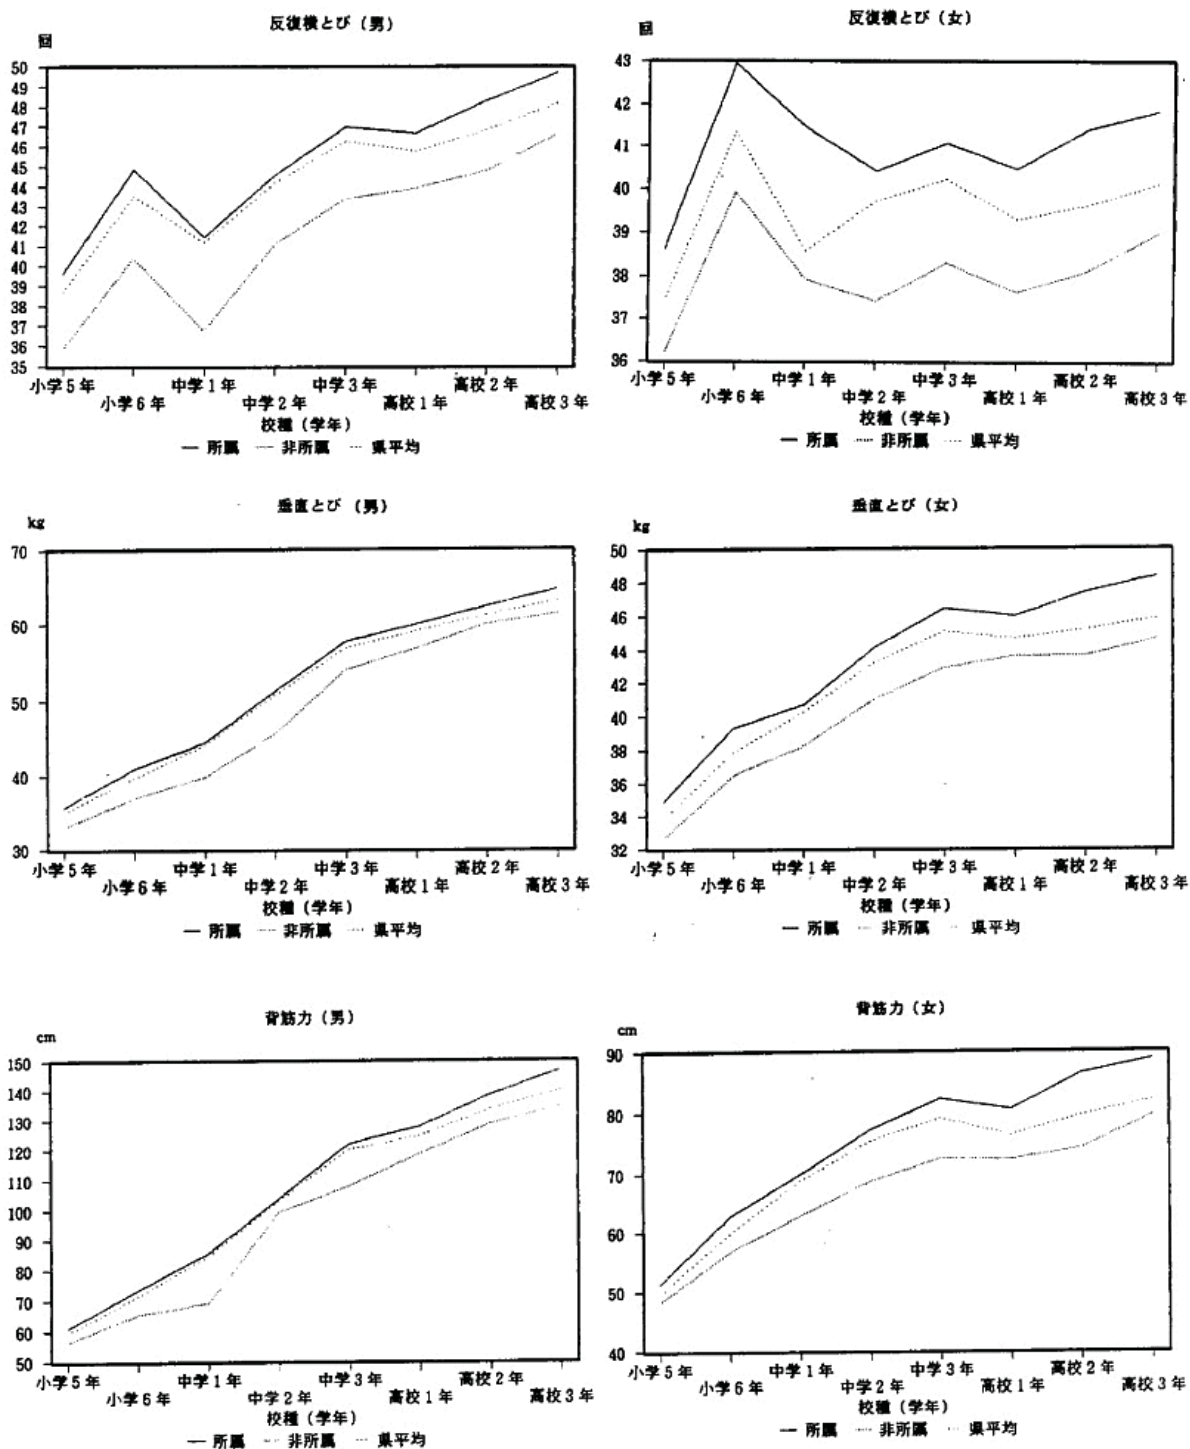 反復横とび（男）
回
50
49
48
47
46
45
44
43
42
41
40
39
38
37
36
35
小学5年
小学6年
中学1年
中学2年
中学3年
高校1年
高校2年
高校3年
校種（学年）
所属 非所属 県平均
反復横とび（女）
回
43
42
41
40
39
38
37
36
小学5年
小学6年
中学1年
中学2年
中学3年
高校1年
高校2年
高校3年
校種（学年）
所属 非所属 県平均
垂直とび（男）
kg
70
60
50
40
30
小学5年
小学6年
中学1年
中学2年
中学3年
高校1年
高校2年
高校3年
校種（学年）
所属 非所属 県平均
垂直とび（女）
kg
50
48
46
44
42
40
38
36
34
32
小学5年
小学6年
中学1年
中学2年
中学3年
高校1年
高校2年
高校3年
校種（学年）
所属 非所属 県平均
背筋力（男）
cm
150
140
130
120
110
100
90
80
70
60
50
小学5年
小学6年
中学1年
中学2年
中学3年
高校1年
高校2年
高校3年
校種（学年）
所属 非所属 県平均
背筋力（女）
cm
90
80
70
60
50
40
小学5年
小学6年
中学1年
中学2年
中学3年
高校1年
高校2年
高校3年
校種（学年）
所属 非所属 県平均